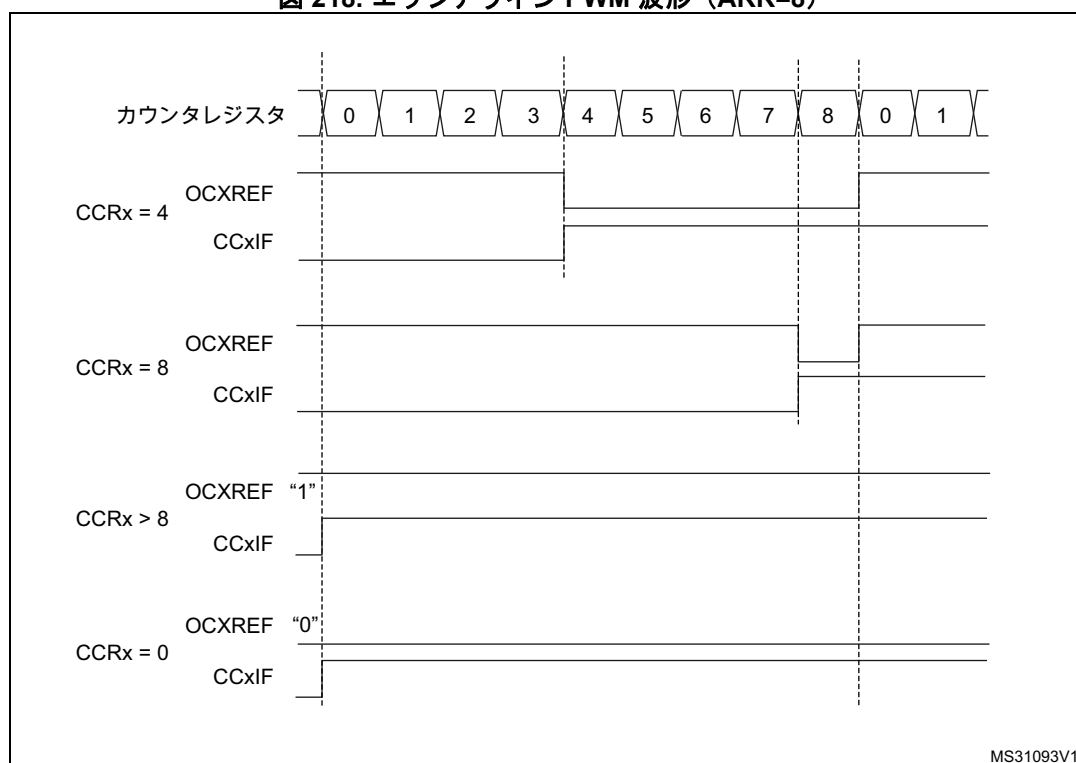 カウンタレジスタ 0 1 2 3 4 5 6 7 8 0 1
OCXREF
CCRx = 4
CCxIF
OCXREF
CCRx = 8
CCxIF
OCXREF “1”
CCRx > 8
CCxIF
OCXREF “0”
CCRx = 0
CCxIF
MS31093V1